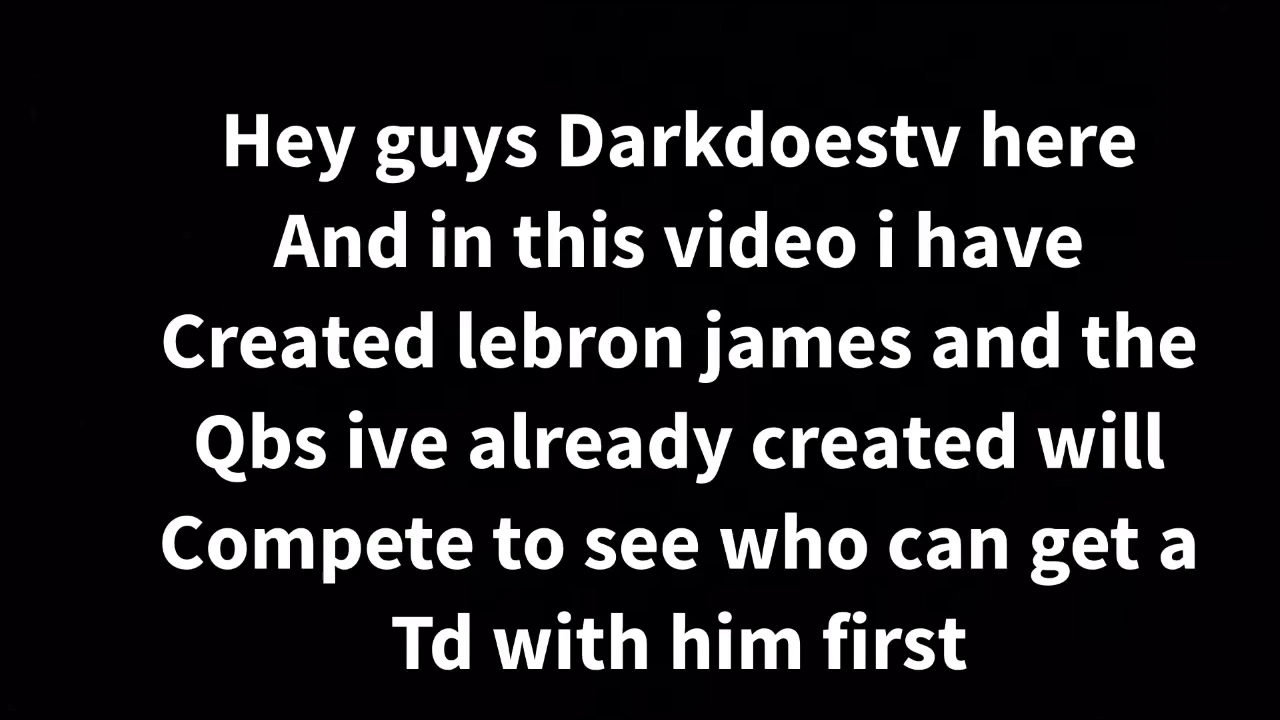 Hey guys Darkdoestv here
And in this video i have
Created lebron james and the
Qbs ive already created will
Compete to see who can get a
Td with him first